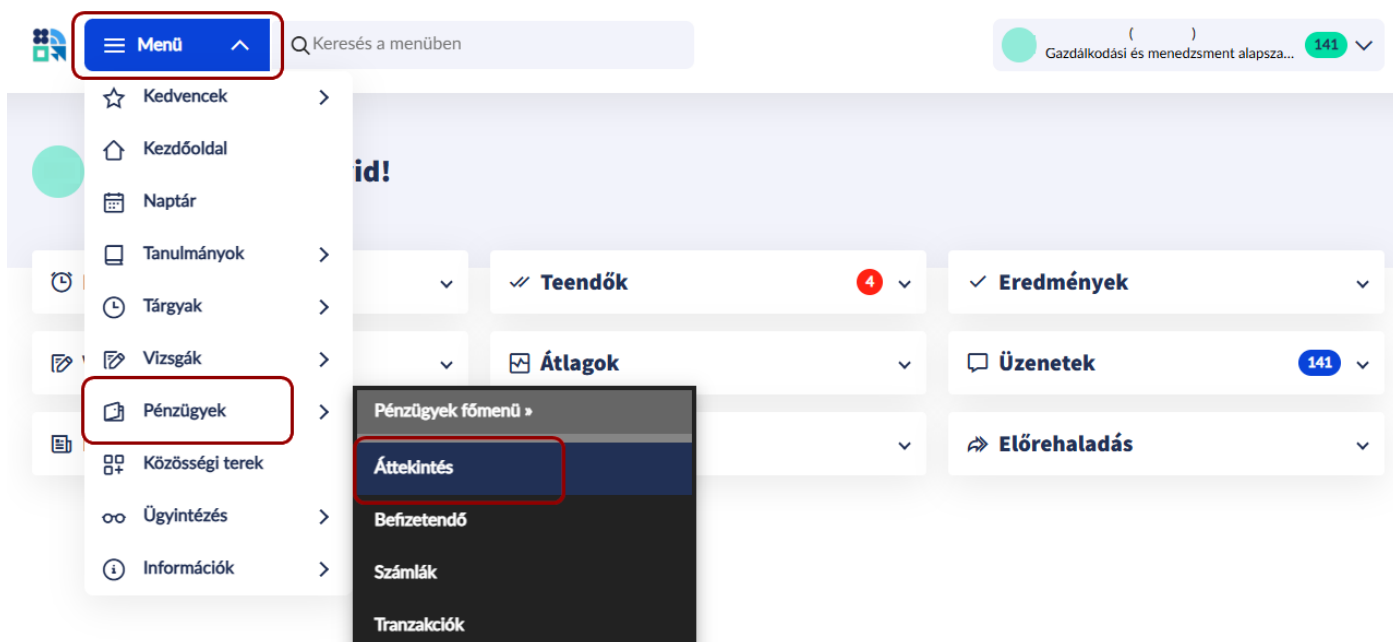 Menü
Keresés a menüben
( )
Gazdálkodási és menedzsment alapsza...
141
Kedvencek
Kezdőoldal
id!
Naptár
Tanulmányok
Teendők
4
Eredmények
Tárgyak
Vizsgák
Átlagok
Üzenetek
141
Pénzügyek
Pénzügyek főmenü »
Előrehaladás
Közösségi terek
Áttekintés
Ügyintézés
Befizetendő
Információk
Számlák
Tranzakciók